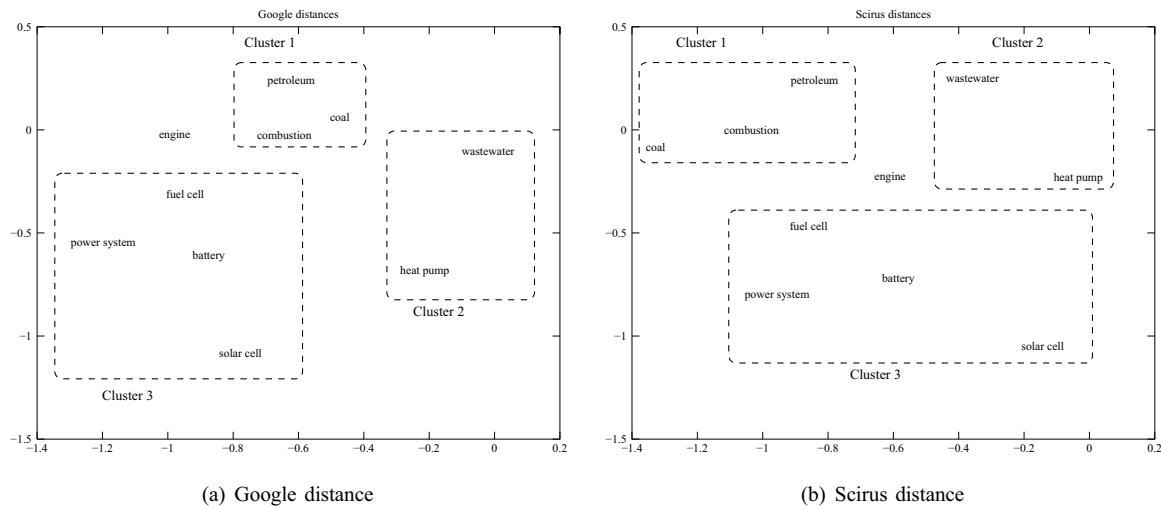 Google distances
0.5
Cluster 1
petroleum
coal
0
engine
combustion
wastewater
fuel cell
−0.5
power system
battery
heat pump
Cluster 2
−1
solar cell
Cluster 3
−1.5
−1.4 −1.2 −1 −0.8 −0.6 −0.4 −0.2 0 0.2
(a) Google distance
Scirus distances
0.5
Cluster 1 Cluster 2
petroleum wastewater
0
combustion
coal
engine heat pump
fuel cell
−0.5
battery
power system
−1
solar cell
Cluster 3
−1.5
−1.4 −1.2 −1 −0.8 −0.6 −0.4 −0.2 0 0.2
(b) Scirus distance